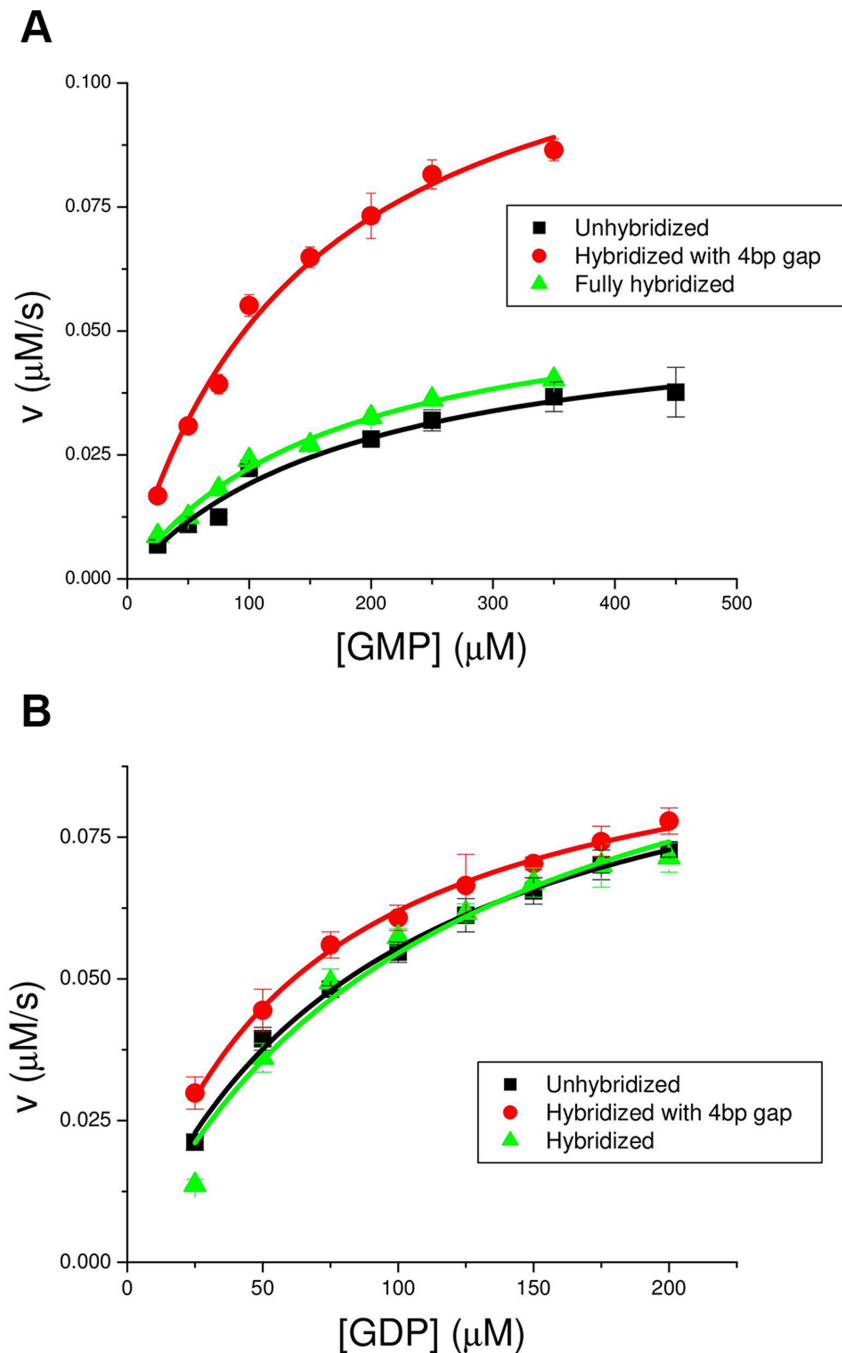 A
0.100
0.075
0.050
0.025
0.000
v (μM/s)
Unhybridized
Hybridized with 4bp gap
Fully hybridized
0 100 200 300 400 500
[GMP] (μM)
B
0.075
0.050
0.025
0.000
v (μM/s)
Unhybridized
Hybridized with 4bp gap
Hybridized
0 50 100 150 200
[GDP] (μM)